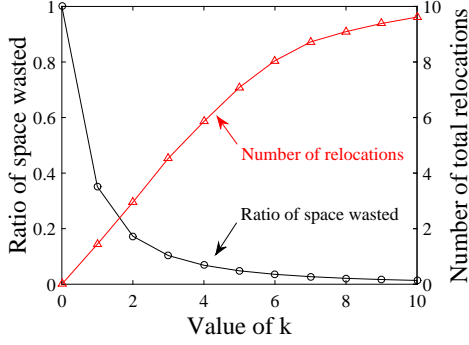 Ratio of space wasted
1
0.8
0.6
0.4
0.2
0
Number of relocations
Ratio of space wasted
10
8
6
4
2
0
Number of total relocations
0 2 4 6 8 10
Value of k